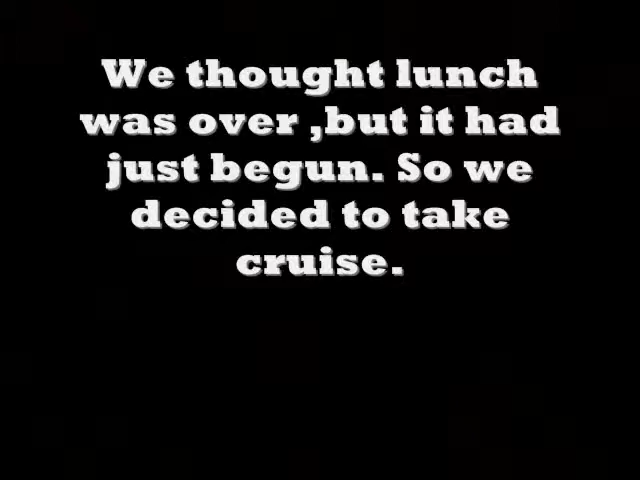 We thought lunch
was over ,but it had
just begun. So we
decided to take
cruise.